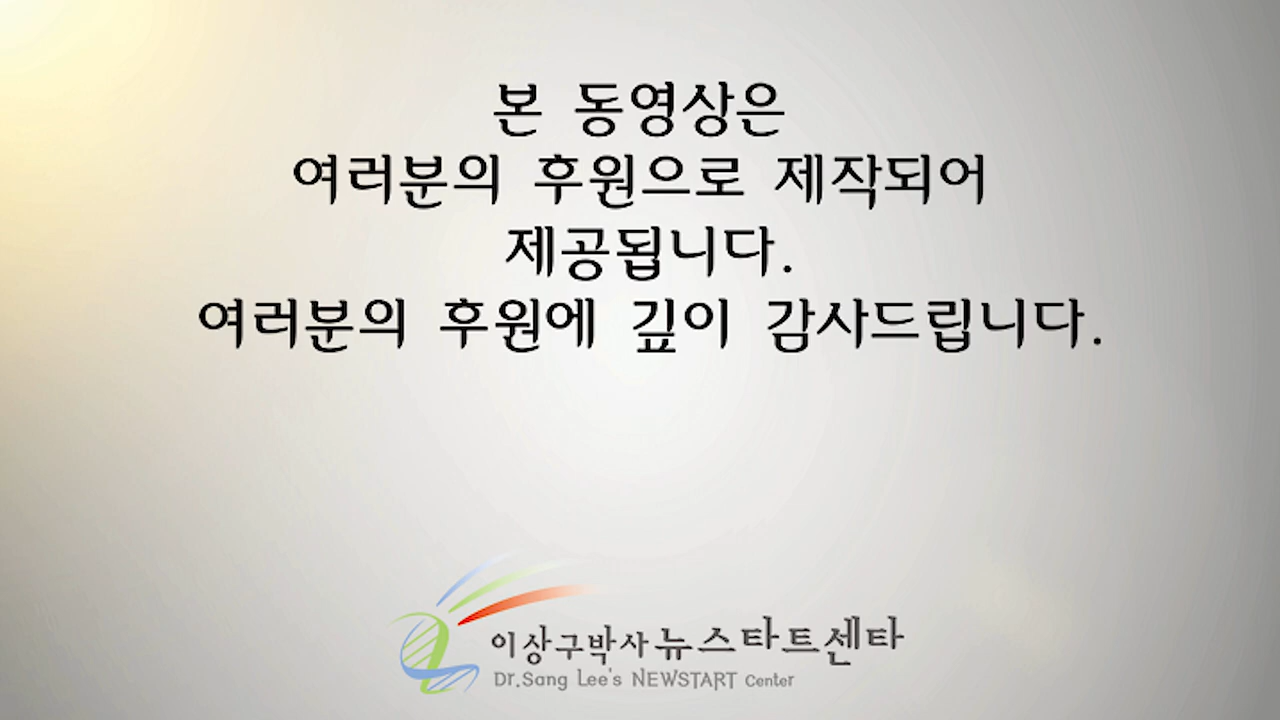 본 동영상은
여러분의 후원으로 제작되어
제공됩니다.
여러분의 후원에 깊이 감사드립니다.
이상구박사 뉴스타트센타
Dr.Sang Lee's NEWSTART Center